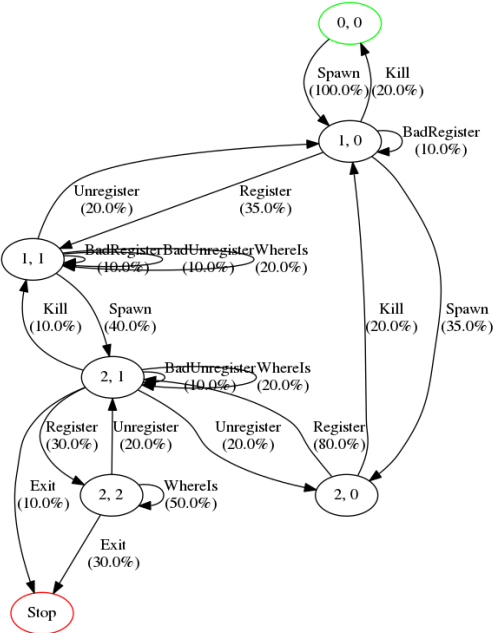 0, 0
Spawn
(100.0%)
Kill
(20.0%)
1, 0
BadRegister
(10.0%)
Unregister
(20.0%)
Register
(35.0%)
1, 1
BadRegister
(10.0%)
BadUnregister
(10.0%)
WhereIs
(20.0%)
Kill
(10.0%)
Spawn
(40.0%)
Kill
(20.0%)
Spawn
(35.0%)
2, 1
BadUnregister
(10.0%)
WhereIs
(20.0%)
Register
(30.0%)
Unregister
(20.0%)
Unregister
(20.0%)
Register
(80.0%)
Exit
(10.0%)
2, 2
WhereIs
(50.0%)
2, 0
Exit
(30.0%)
Stop